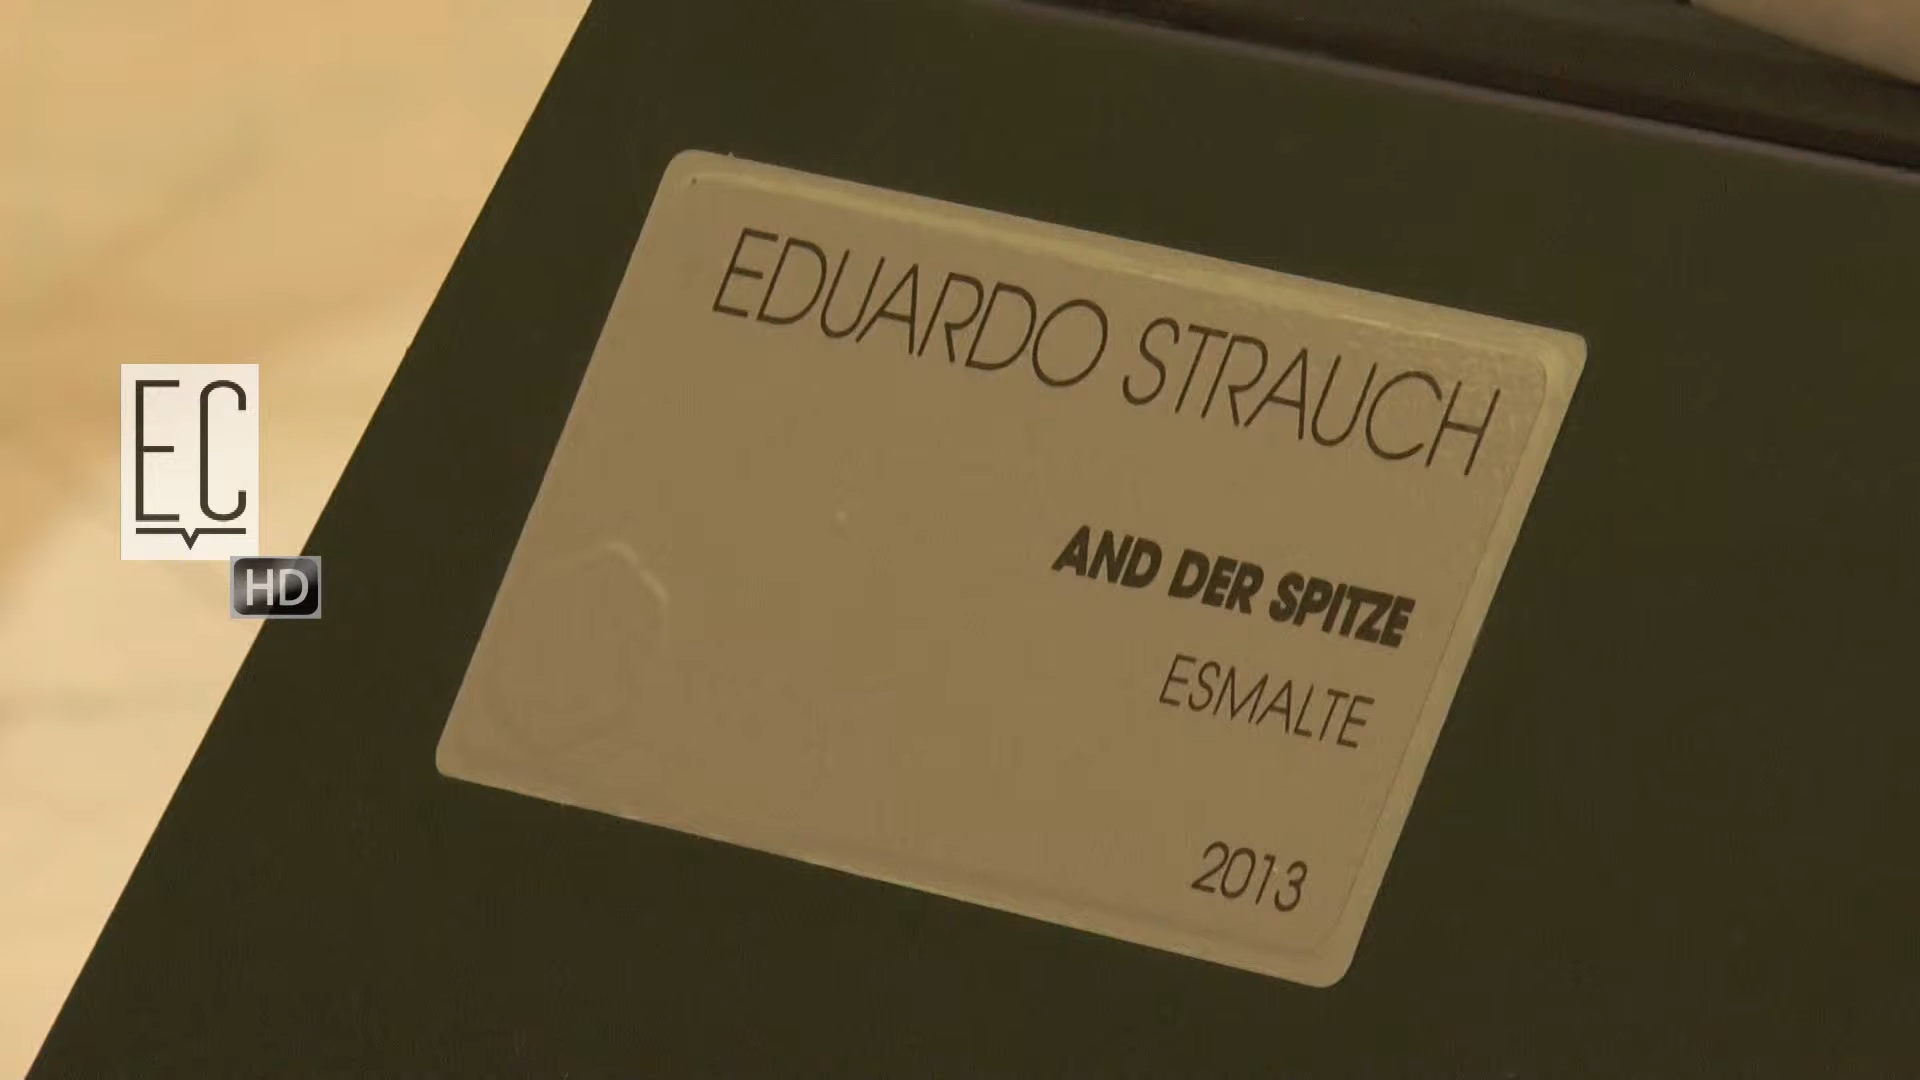 EDUARDO STRAUCH
AND DER SPITZE
ESMALTE
2013
EC
HD